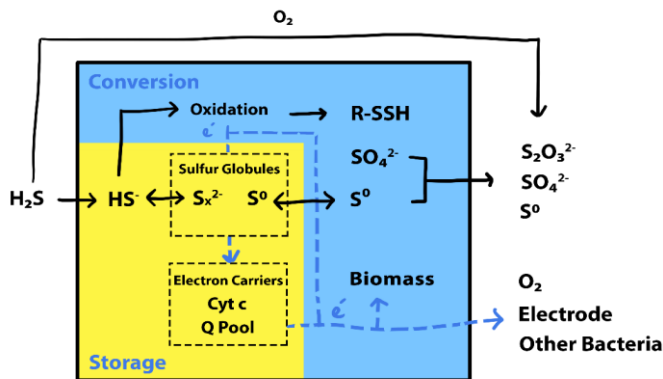 O₂
Conversion
Oxidation
R-SSH
e⁻
Sulfur Globules
SO₄²⁻
S₂O₃²⁻
SO₄²⁻
H₂S
HS⁻
Sₓ²⁻
S⁰
S⁰
S⁰
Electron Carriers
Cyt c
Q Pool
e⁻
Biomass
O₂
Electrode
Other Bacteria
Storage